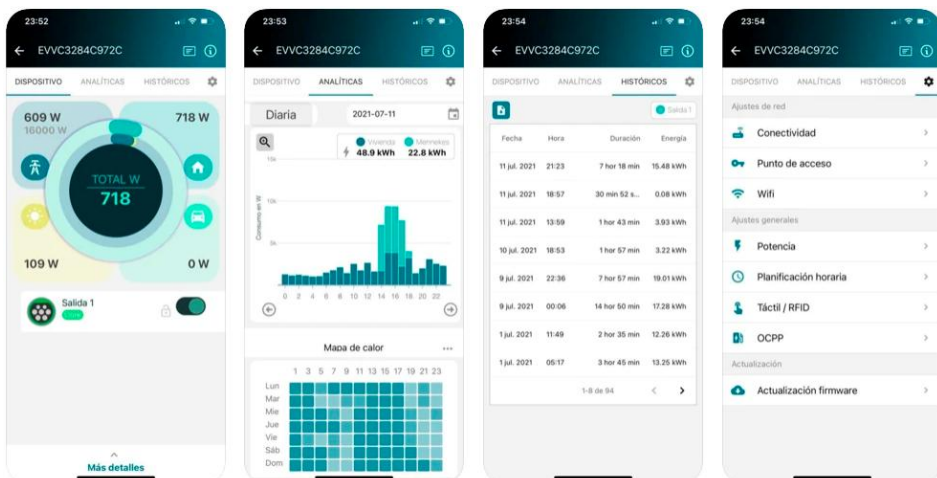 23:52
EVVC3284C972C
DISPOSITIVO ANALÍTICAS HISTÓRICOS
609 W
16000 W
718 W
TOTAL W
718
109 W
0 W
Salida 1
Más detalles
23:53
EVVC3284C972C
DISPOSITIVO ANALÍTICAS HISTÓRICOS
Diaria 2021-07-11
Vivienda Mennekes
48.9 kWh 22.8 kWh
15k
10k
5k
Consumo en W
0 2 4 6 8 10 12 14 16 18 20 22
Mapa de calor
1 3 5 7 9 11 13 15 17 19 21 23
Lun
Mar
Mie
Jue
Vie
Sáb
Dom
23:54
EVVC3284C972C
DISPOSITIVO ANALÍTICAS HISTÓRICOS
Salida 1
Fecha Hora Duración Energía
11 jul. 2021 21:23 7 hor 18 min 15.48 kWh
11 jul. 2021 18:57 30 min 52 s... 0.08 kWh
11 jul. 2021 13:59 1 hor 43 min 3.93 kWh
10 jul. 2021 18:53 1 hor 57 min 3.22 kWh
9 jul. 2021 22:36 7 hor 57 min 19.01 kWh
9 jul. 2021 00:06 14 hor 50 min 17.28 kWh
1 jul. 2021 11:49 2 hor 35 min 12.26 kWh
1 jul. 2021 05:17 3 hor 45 min 13.25 kWh
1-8 de 94
23:54
EVVC3284C972C
DISPOSITIVO ANALÍTICAS HISTÓRICOS
Ajustes de red
Conectividad
Punto de acceso
Wifi
Ajustes generales
Potencia
Planificación horaria
Táctil / RFID
OCPP
Actualización
Actualización firmware